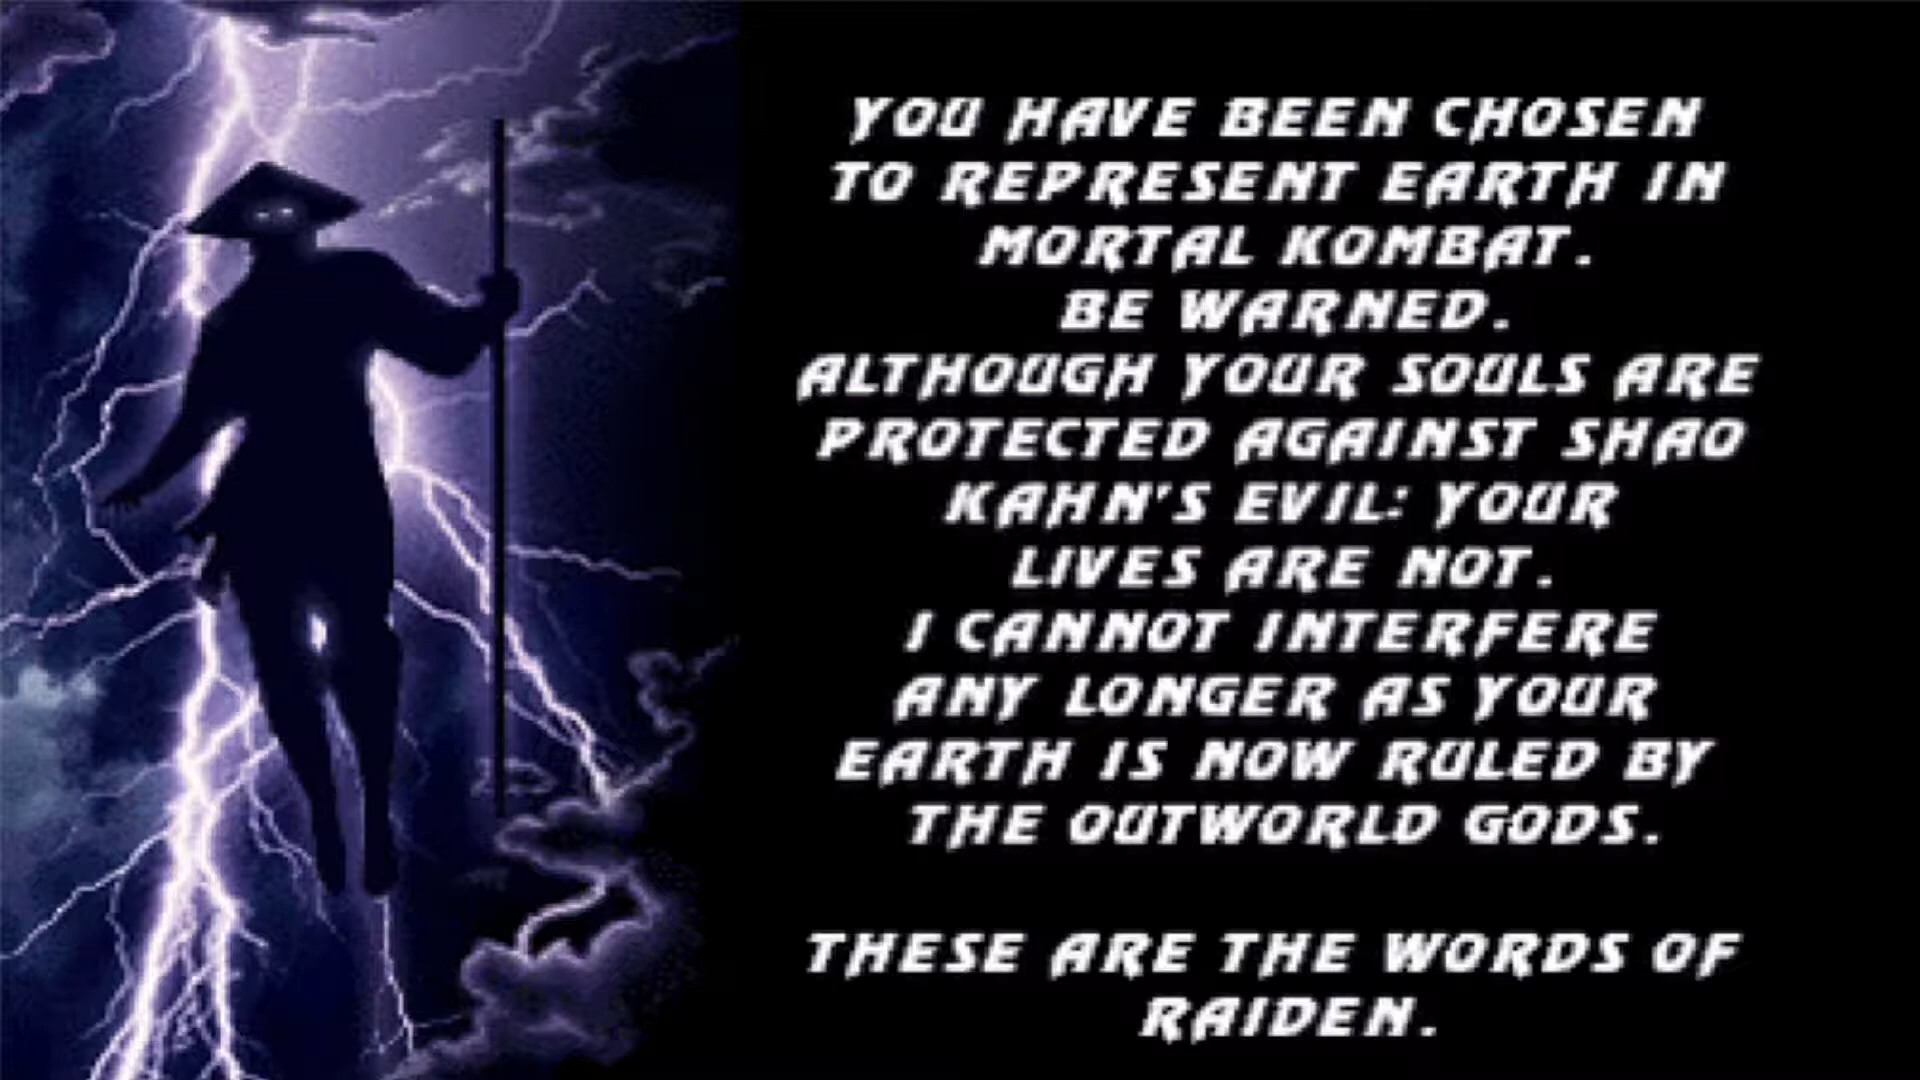 YOU HAVE BEEN CHOSEN
TO REPRESENT EARTH IN
MORTAL KOMBAT.
BE WARNED.
ALTHOUGH YOUR SOULS ARE
PROTECTED AGAINST SHAO
KAHN'S EVIL: YOUR
LIVES ARE NOT.
I CANNOT INTERFERE
ANY LONGER AS YOUR
EARTH IS NOW RULED BY
THE OUTWORLD GODS.
THESE ARE THE WORDS OF
RAIDEN.